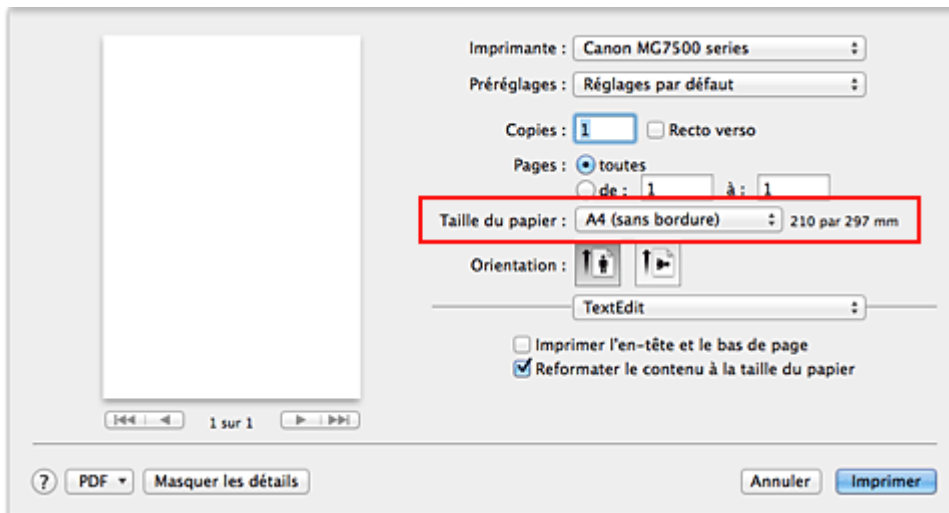 Imprimante : Canon MG7500 series
Préréglages : Réglages par défaut
Copies : 1 Recto verso
Pages : toutes
de : 1 à : 1
Taille du papier : A4 (sans bordure) 210 par 297 mm
Orientation :
TextEdit
Imprimer l'en-tête et le bas de page
Reformater le contenu à la taille du papier
1 sur 1
? PDF Masquer les détails Annuler Imprimer